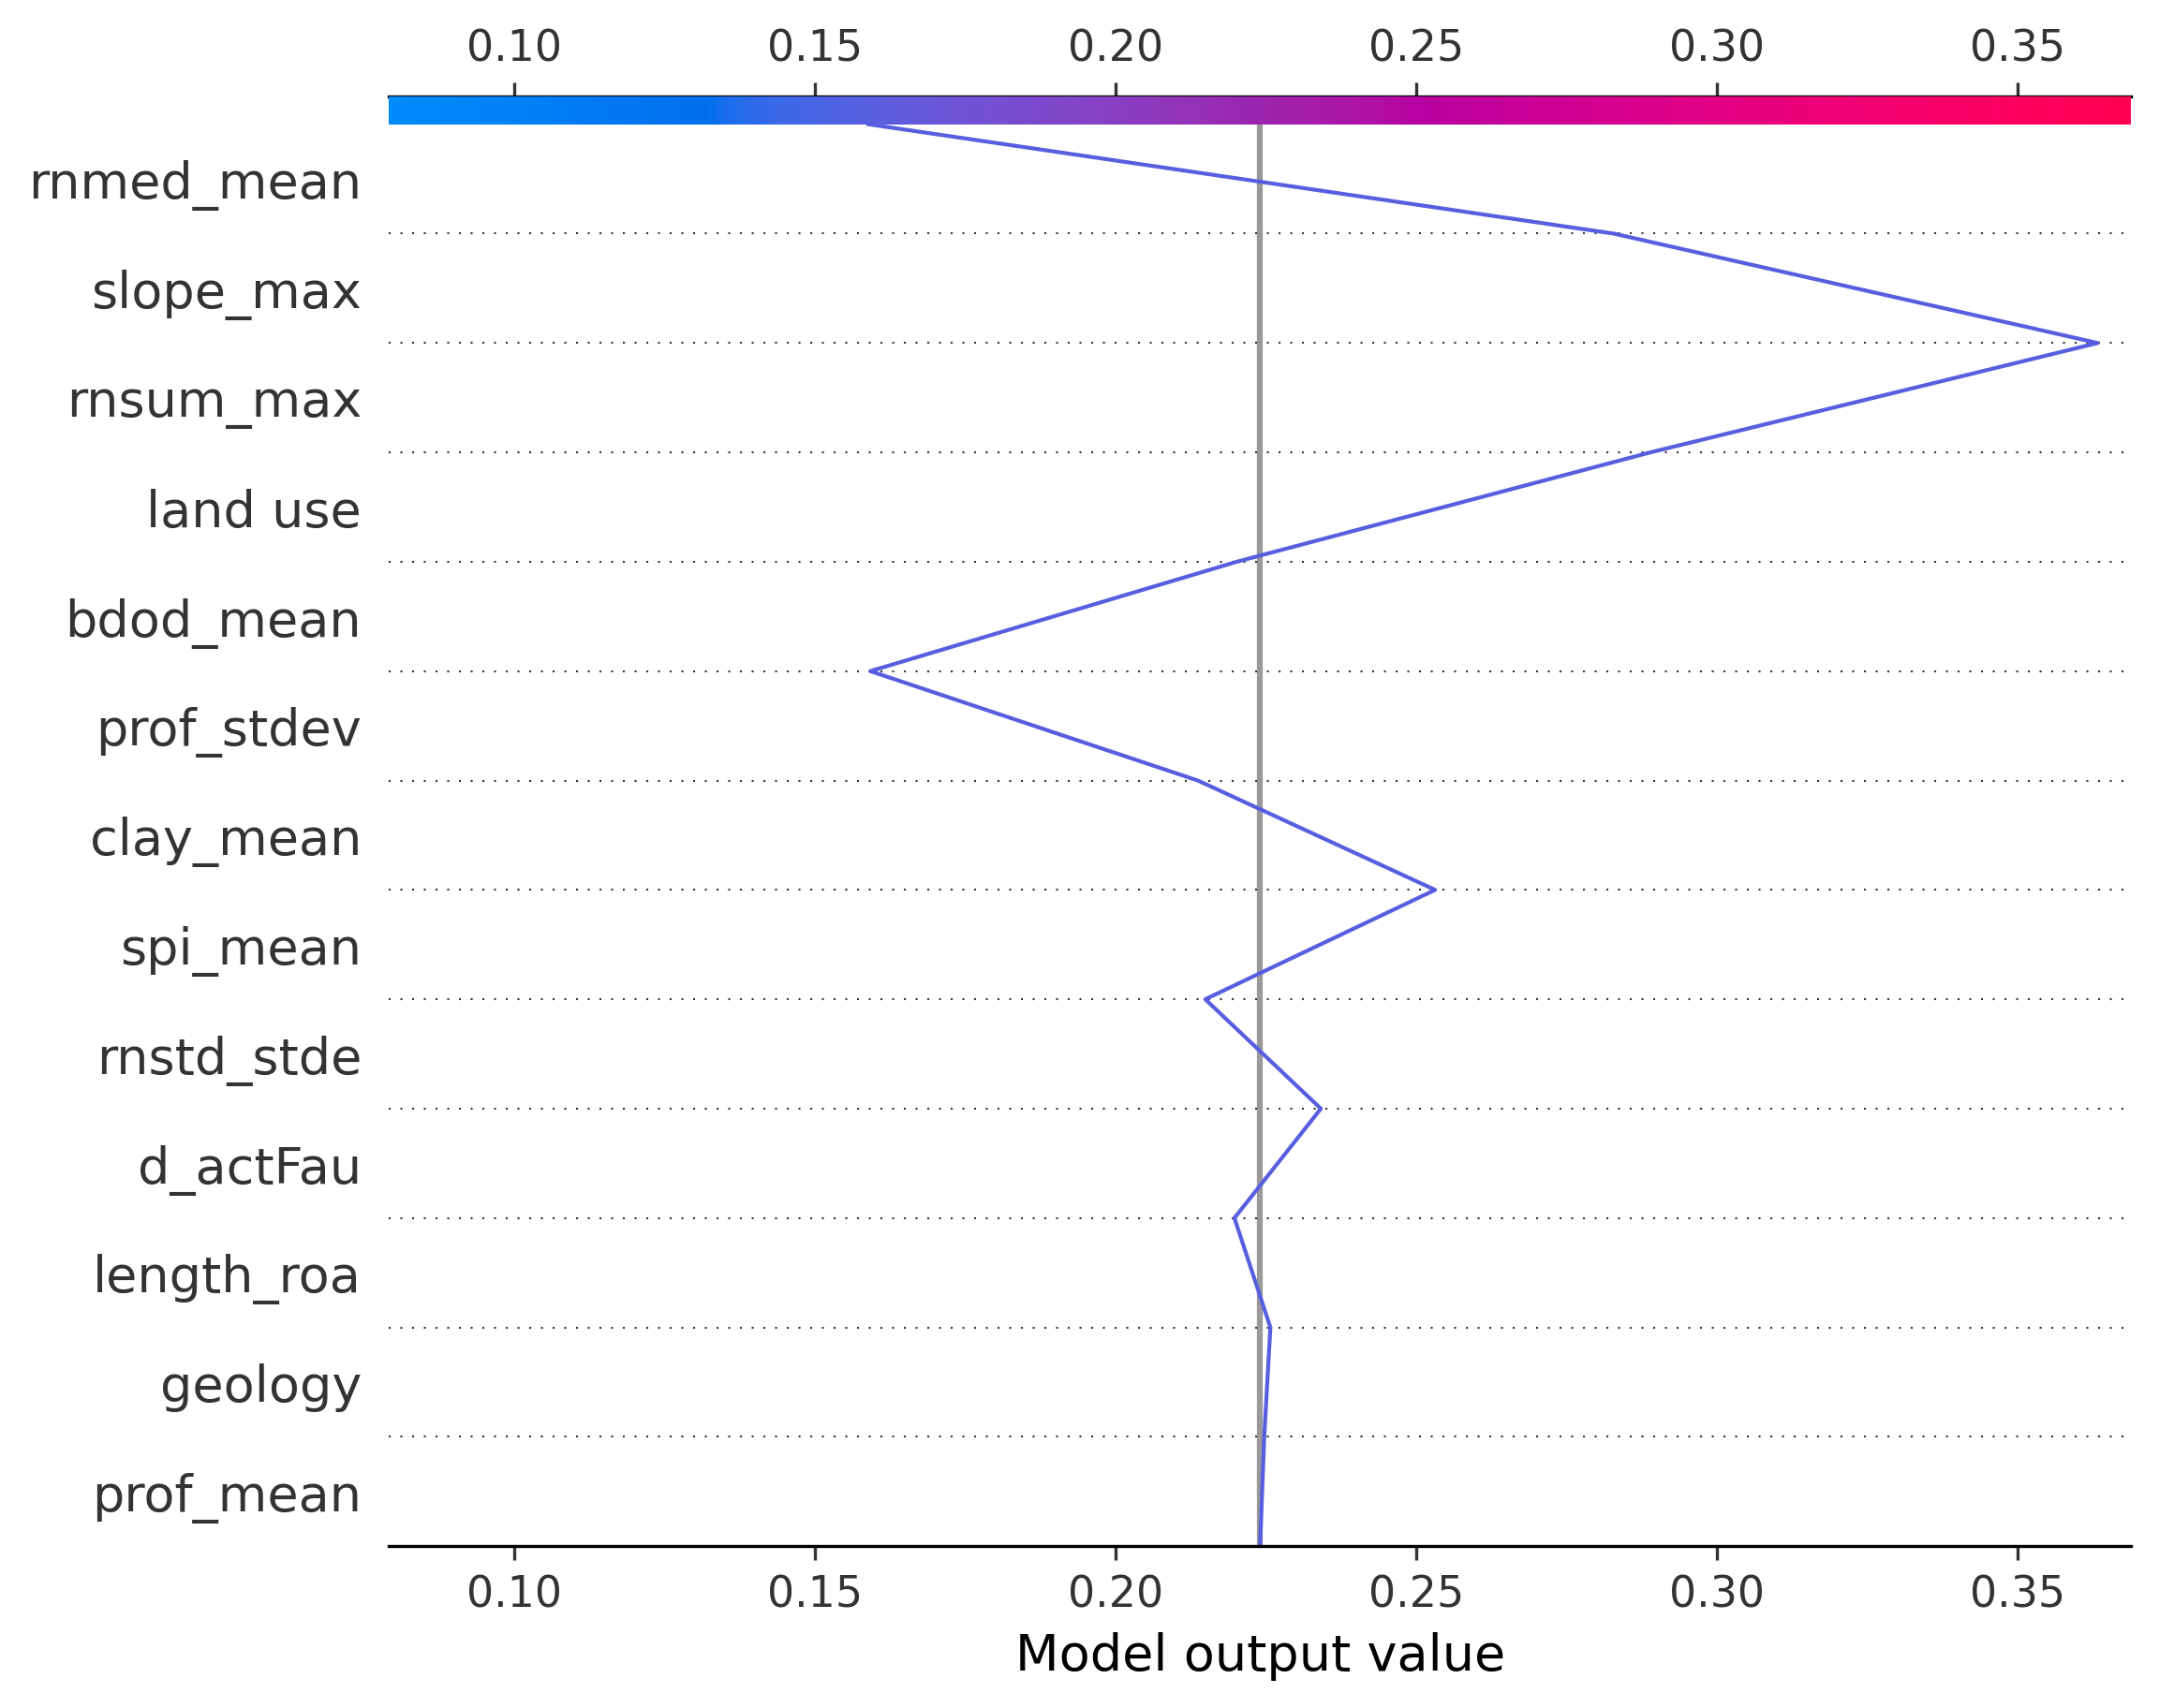 0.10 0.15 0.20 0.25 0.30 0.35
rnmed_mean
slope_max
rnsum_max
land use
bdod_mean
prof_stdev
clay_mean
spi_mean
rnstd_stde
d_actFau
length_roa
geology
prof_mean
0.10 0.15 0.20 0.25 0.30 0.35
Model output value